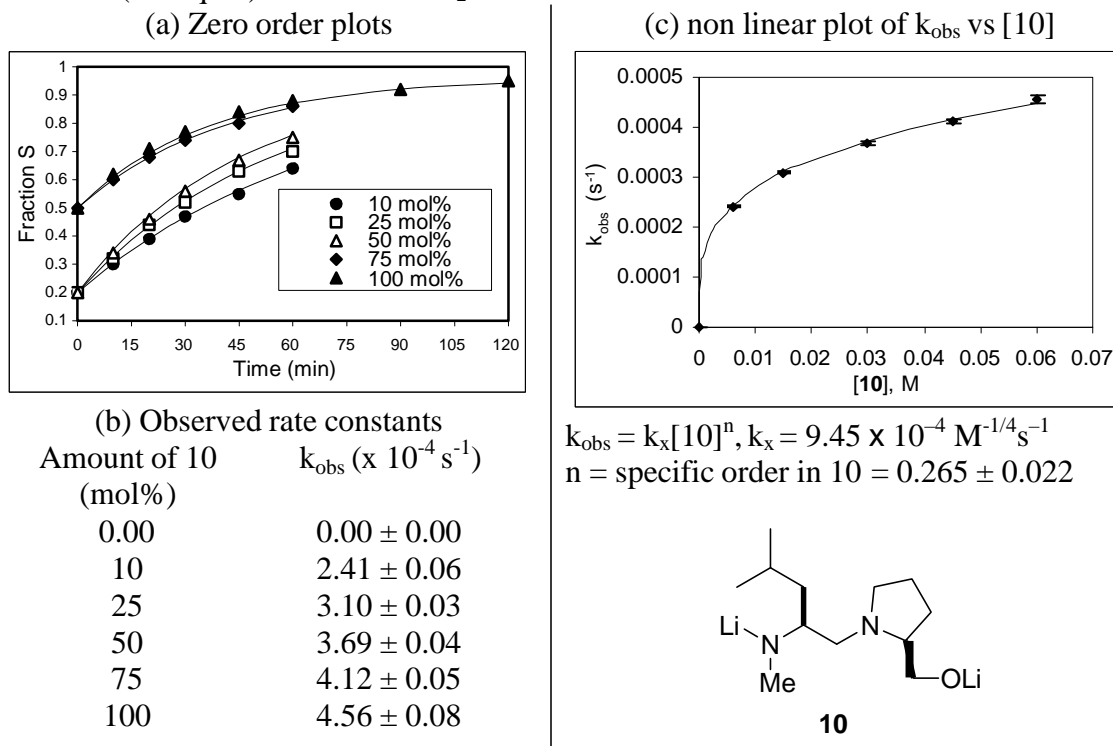 (a) Zero order plots
1
0.9
0.8
0.7
0.6
0.5
0.4
0.3
0.2
0.1
Fraction S
10 mol%
25 mol%
50 mol%
75 mol%
100 mol%
0 15 30 45 60 75 90 105 120
Time (min)
(b) Observed rate constants
Amount of 10 k_obs (x 10^-4 s^-1)
(mol%)
0.00 0.00 ± 0.00
10 2.41 ± 0.06
25 3.10 ± 0.03
50 3.69 ± 0.04
75 4.12 ± 0.05
100 4.56 ± 0.08
(c) non linear plot of k_obs vs [10]
0.0005
0.0004
0.0003
0.0002
0.0001
0
k_obs (s^-1)
0 0.01 0.02 0.03 0.04 0.05 0.06 0.07
[10], M
k_obs = k_x[10]^n, k_x = 9.45 x 10^–4 M^-1/4 s^–1
n = specific order in 10 = 0.265 ± 0.022
Li
N
N
Me
OLi
10